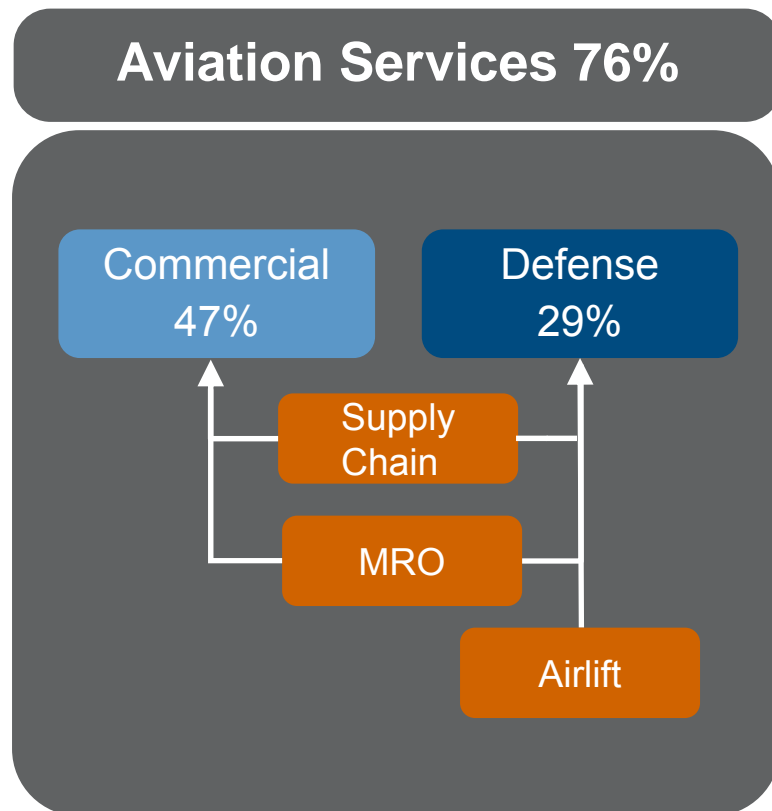 Aviation Services 76%
Commercial
47%
Defense
29%
Supply
Chain
MRO
Airlift